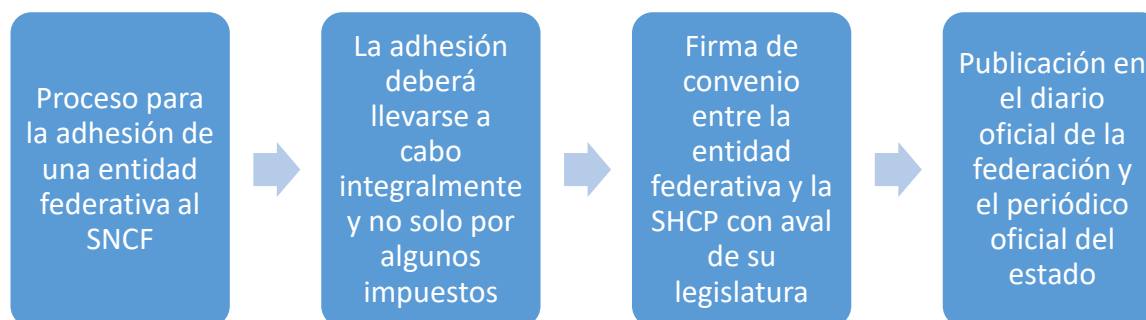 Proceso para
la adhesión de
una entidad
federativa al
SNCF
La adhesión
deberá
llevarse a
cabo
integralmente
y no solo por
algunos
impuestos
Firma de
convenio
entre la
entidad
federativa y la
SHCP con aval
de su
legislatura
Publicación en
el diario
oficial de la
federación y
el periódico
oficial del
estado